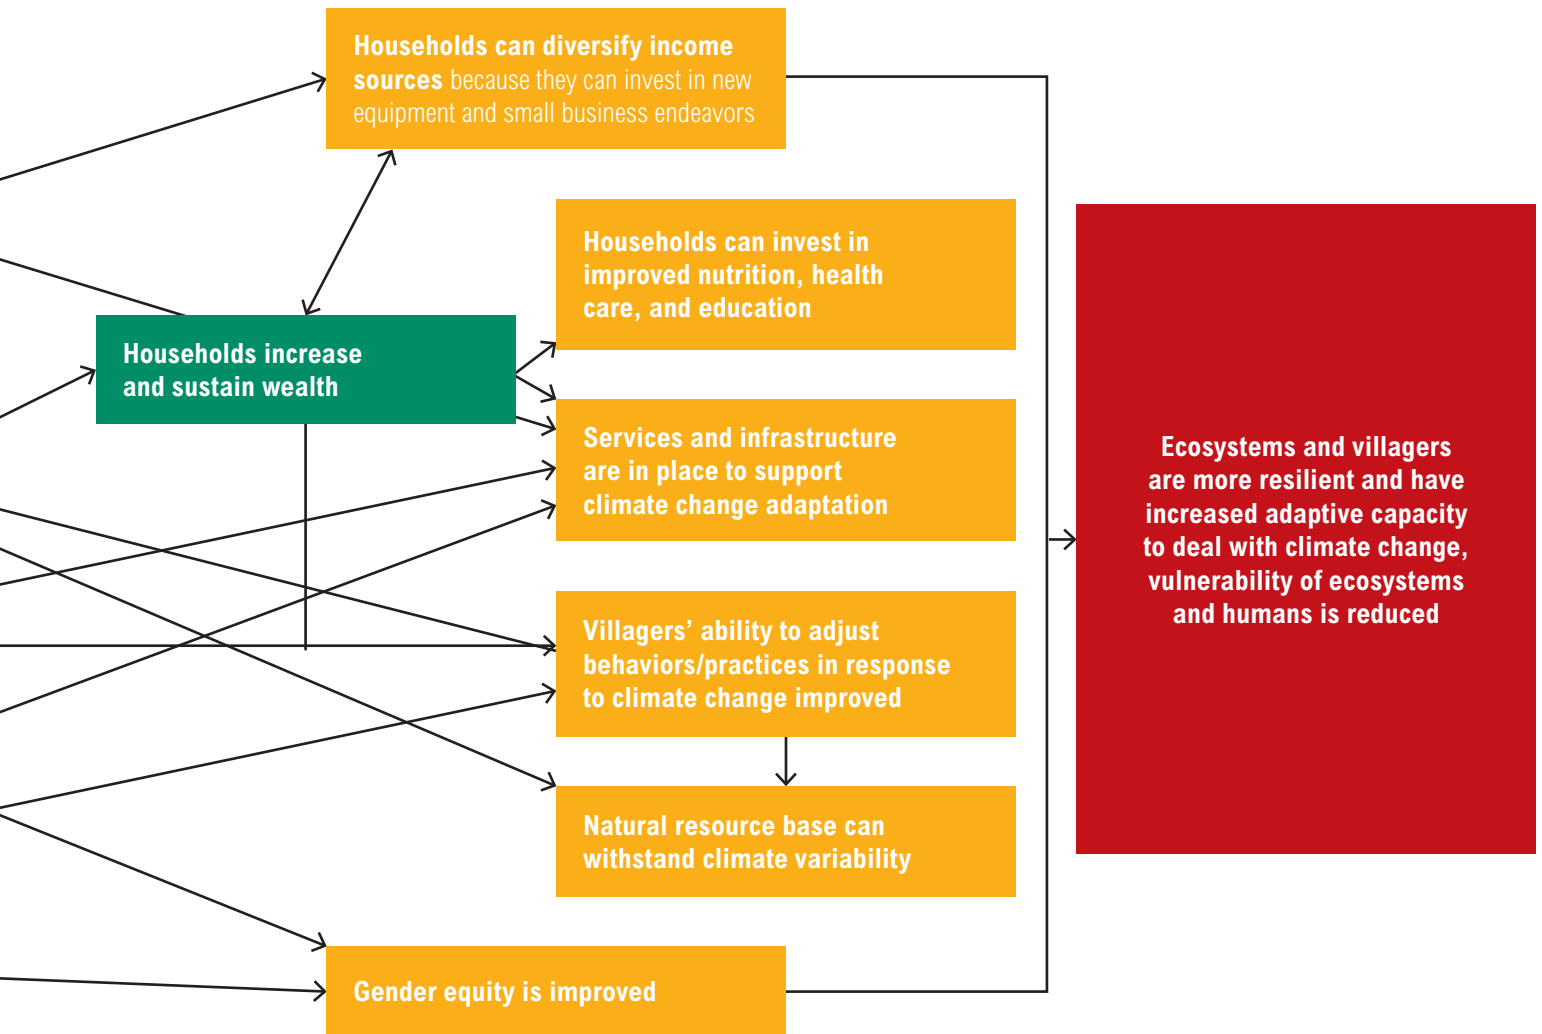 Households can diversify income
sources because they can invest in new
equipment and small business endeavors
Households can invest in
improved nutrition, health
care, and education
Households increase
and sustain wealth
Services and infrastructure
are in place to support
climate change adaptation
Ecosystems and villagers
are more resilient and have
increased adaptive capacity
to deal with climate change,
vulnerability of ecosystems
and humans is reduced
Villagers’ ability to adjust
behaviors/practices in response
to climate change improved
Natural resource base can
withstand climate variability
Gender equity is improved